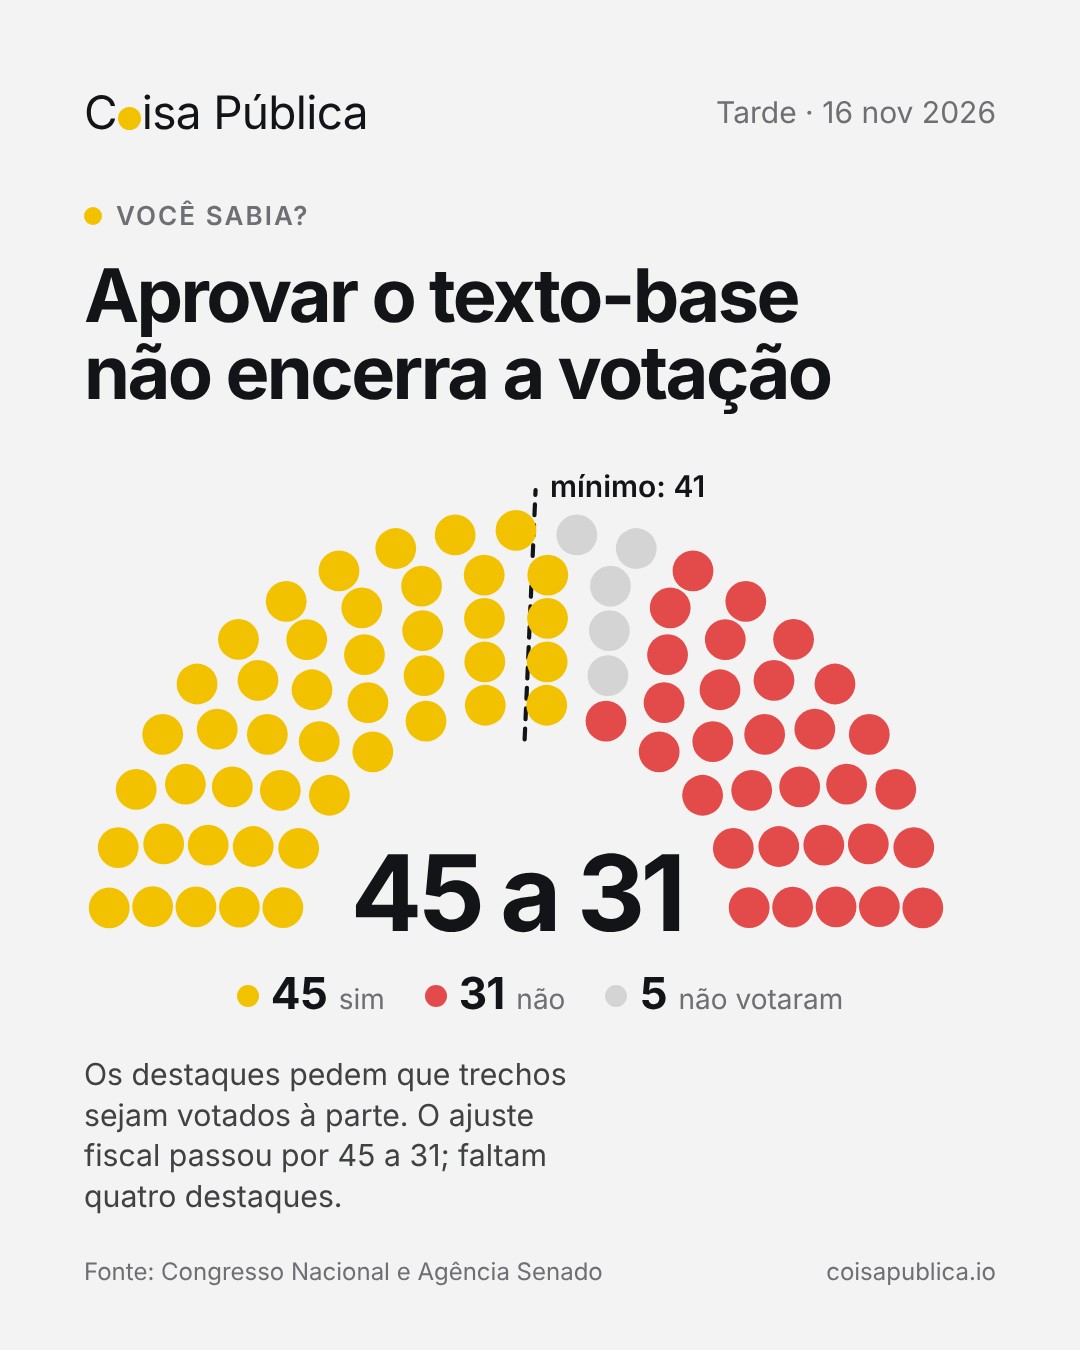 Coisa Pública
Tarde · 16 nov 2026
VOCÊ SABIA?
Aprovar o texto-base
não encerra a votação
mínimo: 41
45 a 31
45 sim 31 não 5 não votaram
Os destaques pedem que trechos
sejam votados à parte. O ajuste
fiscal passou por 45 a 31; faltam
quatro destaques.
Fonte: Congresso Nacional e Agência Senado
coisapublica.io